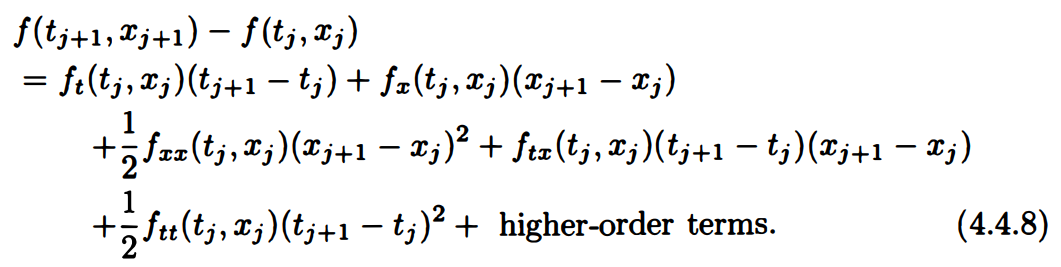 f(t_{j+1}, x_{j+1}) − f(t_j, x_j)
= f_t(t_j, x_j)(t_{j+1} − t_j) + f_x(t_j, x_j)(x_{j+1} − x_j)
+\frac{1}{2} f_{xx}(t_j, x_j)(x_{j+1} − x_j)^2 + f_{tx}(t_j, x_j)(t_{j+1} − t_j)(x_{j+1} − x_j)
+\frac{1}{2} f_{tt}(t_j, x_j)(t_{j+1} − t_j)^2 + higher-order terms. (4.4.8)